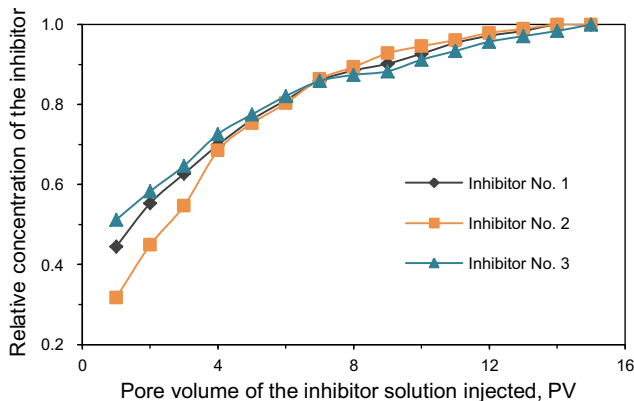 Relative concentration of the inhibitor
1.0
0.8
0.6
0.4
0.2
0
4
8
12
16
Inhibitor No. 1
Inhibitor No. 2
Inhibitor No. 3
Pore volume of the inhibitor solution injected, PV